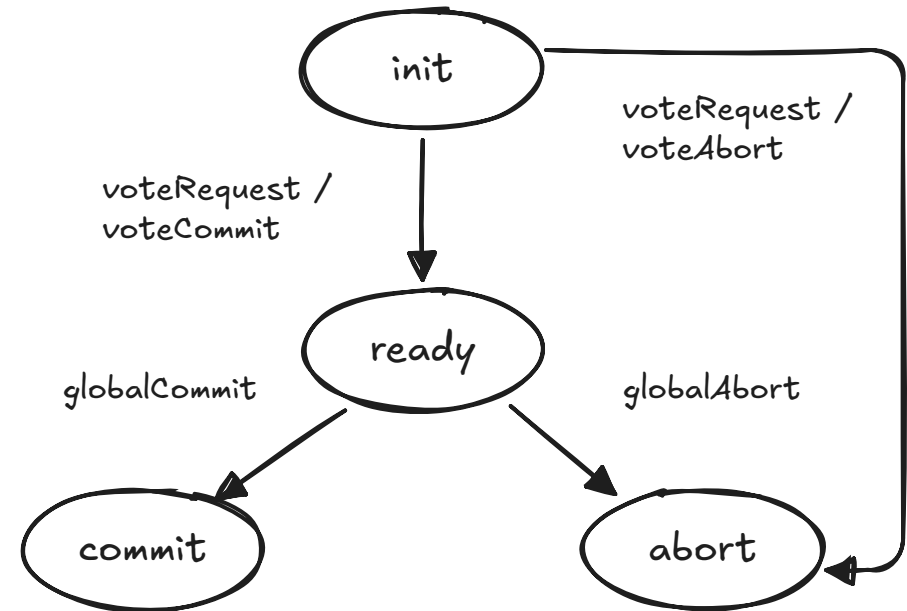 init
voteRequest /
voteAbort
voteRequest /
voteCommit
ready
globalCommit
globalAbort
commit
abort